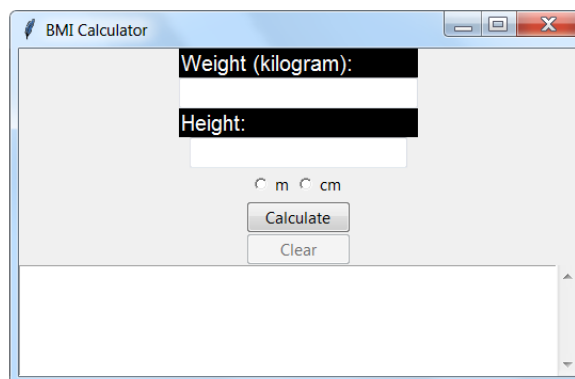 BMI Calculator
Weight (kilogram):
Height:
m cm
Calculate
Clear